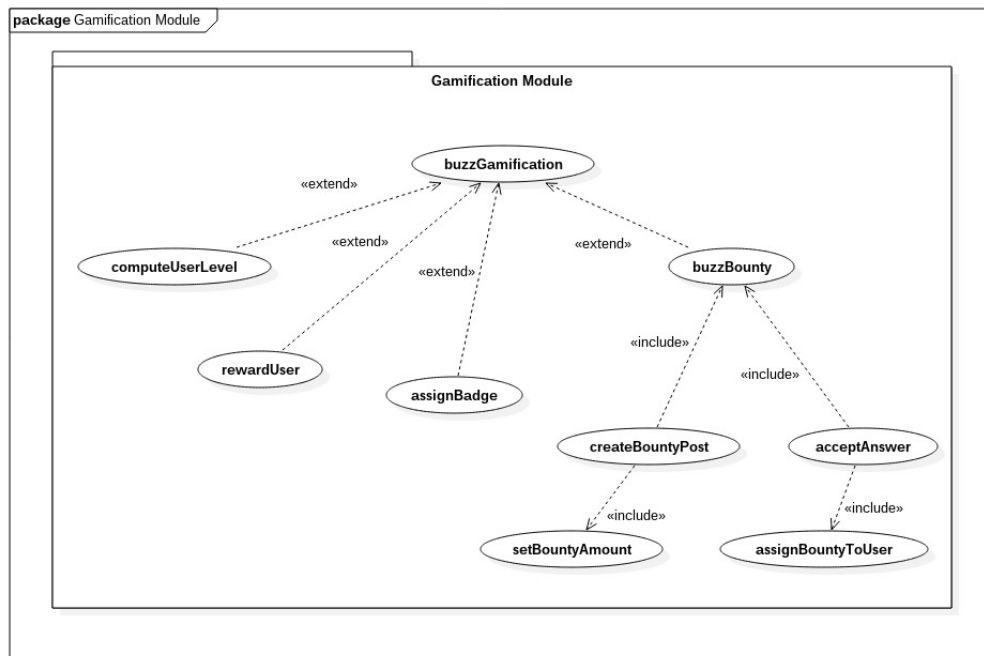 package Gamification Module
Gamification Module
buzzGamification
«extend»
«extend»
«extend»
«extend»
computeUserLevel
buzzBounty
«include»
rewardUser
«include»
assignBadge
createBountyPost
acceptAnswer
«include»
«include»
setBountyAmount
assignBountyToUser